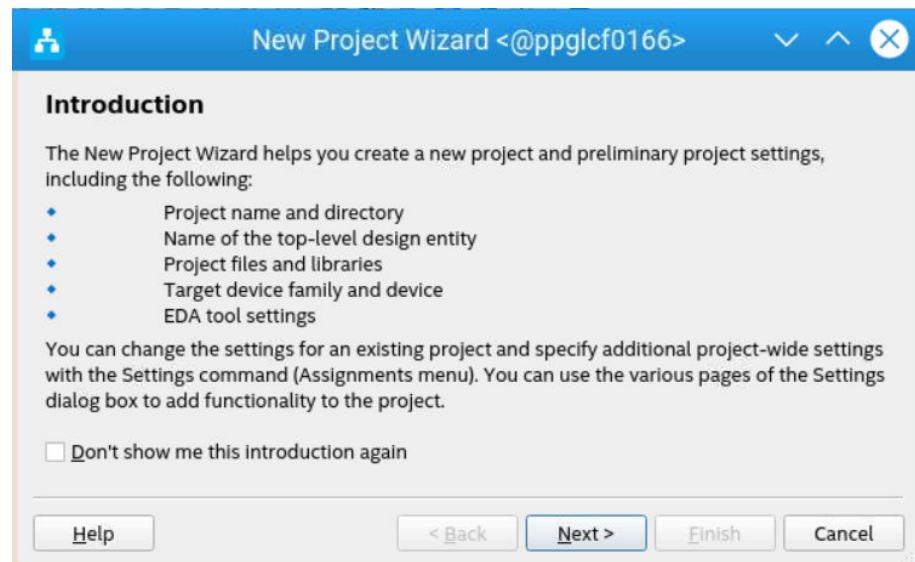 New Project Wizard <@ppglcf0166>
Introduction
The New Project Wizard helps you create a new project and preliminary project settings,
including the following:
Project name and directory
Name of the top-level design entity
Project files and libraries
Target device family and device
EDA tool settings
You can change the settings for an existing project and specify additional project-wide settings
with the Settings command (Assignments menu). You can use the various pages of the Settings
dialog box to add functionality to the project.
Don't show me this introduction again
Help
< Back
Next >
Finish
Cancel